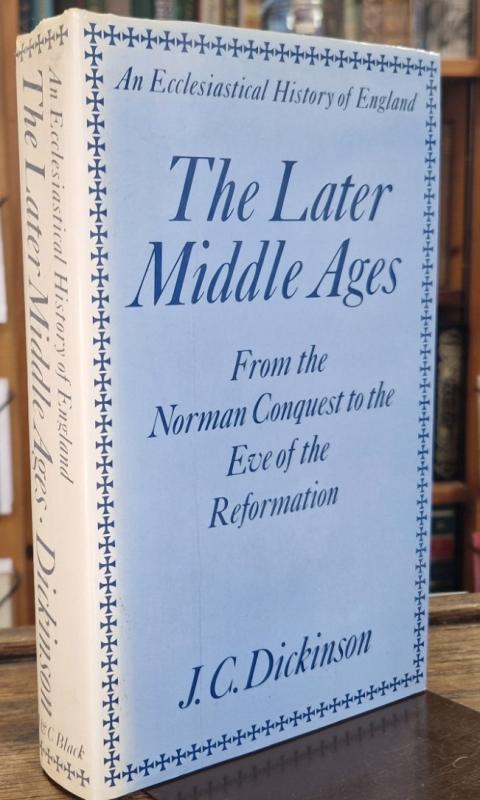 An Ecclesiastical History of England
The Later
Middle Ages
From the
Norman Conquest to the
Eve of the
Reformation
J. C. Dickinson
An Ecclesiastical History of England
The Later Middle Ages · Dickinson
& C Black